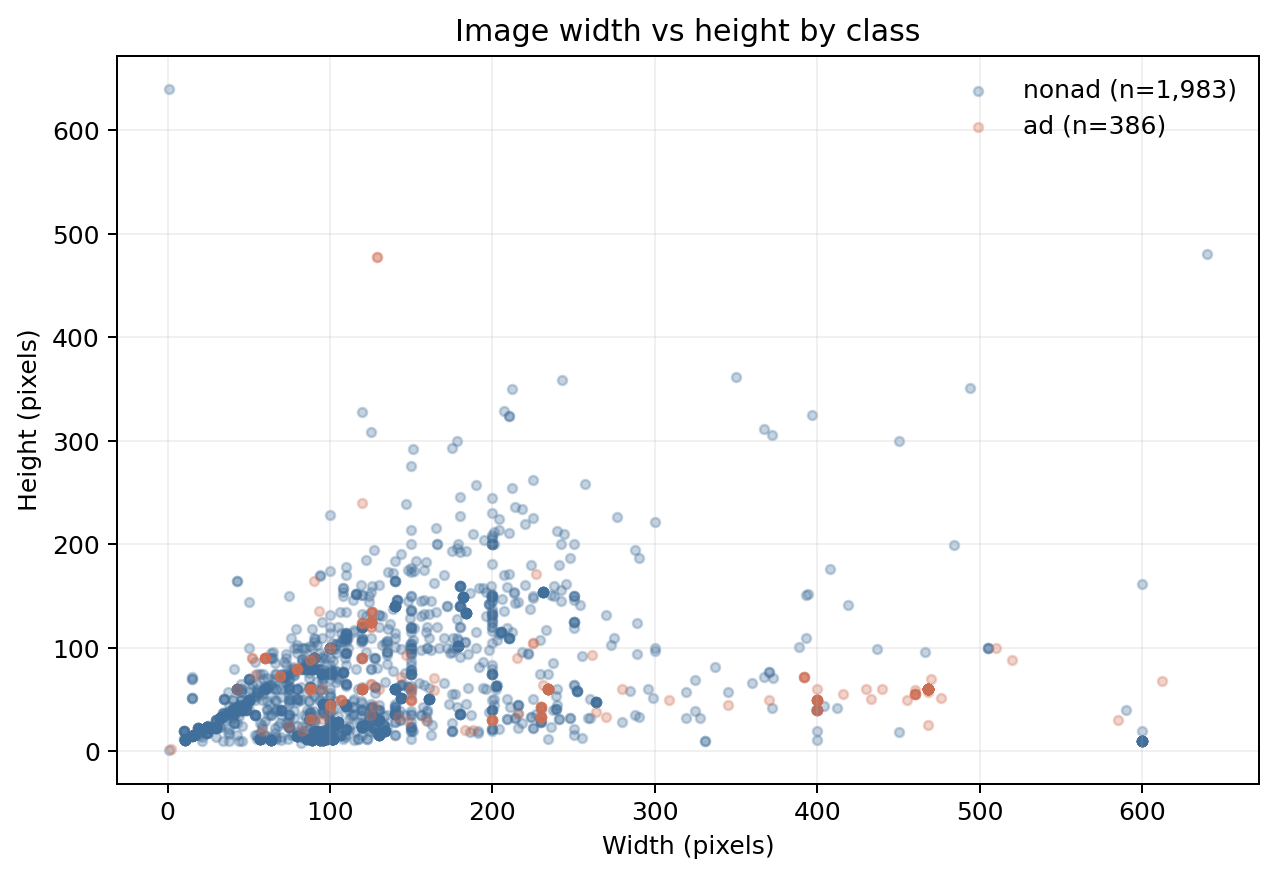 Image width vs height by class
nonad (n=1,983)
ad (n=386)
Height (pixels)
600
500
400
300
200
100
0
0 100 200 300 400 500 600
Width (pixels)